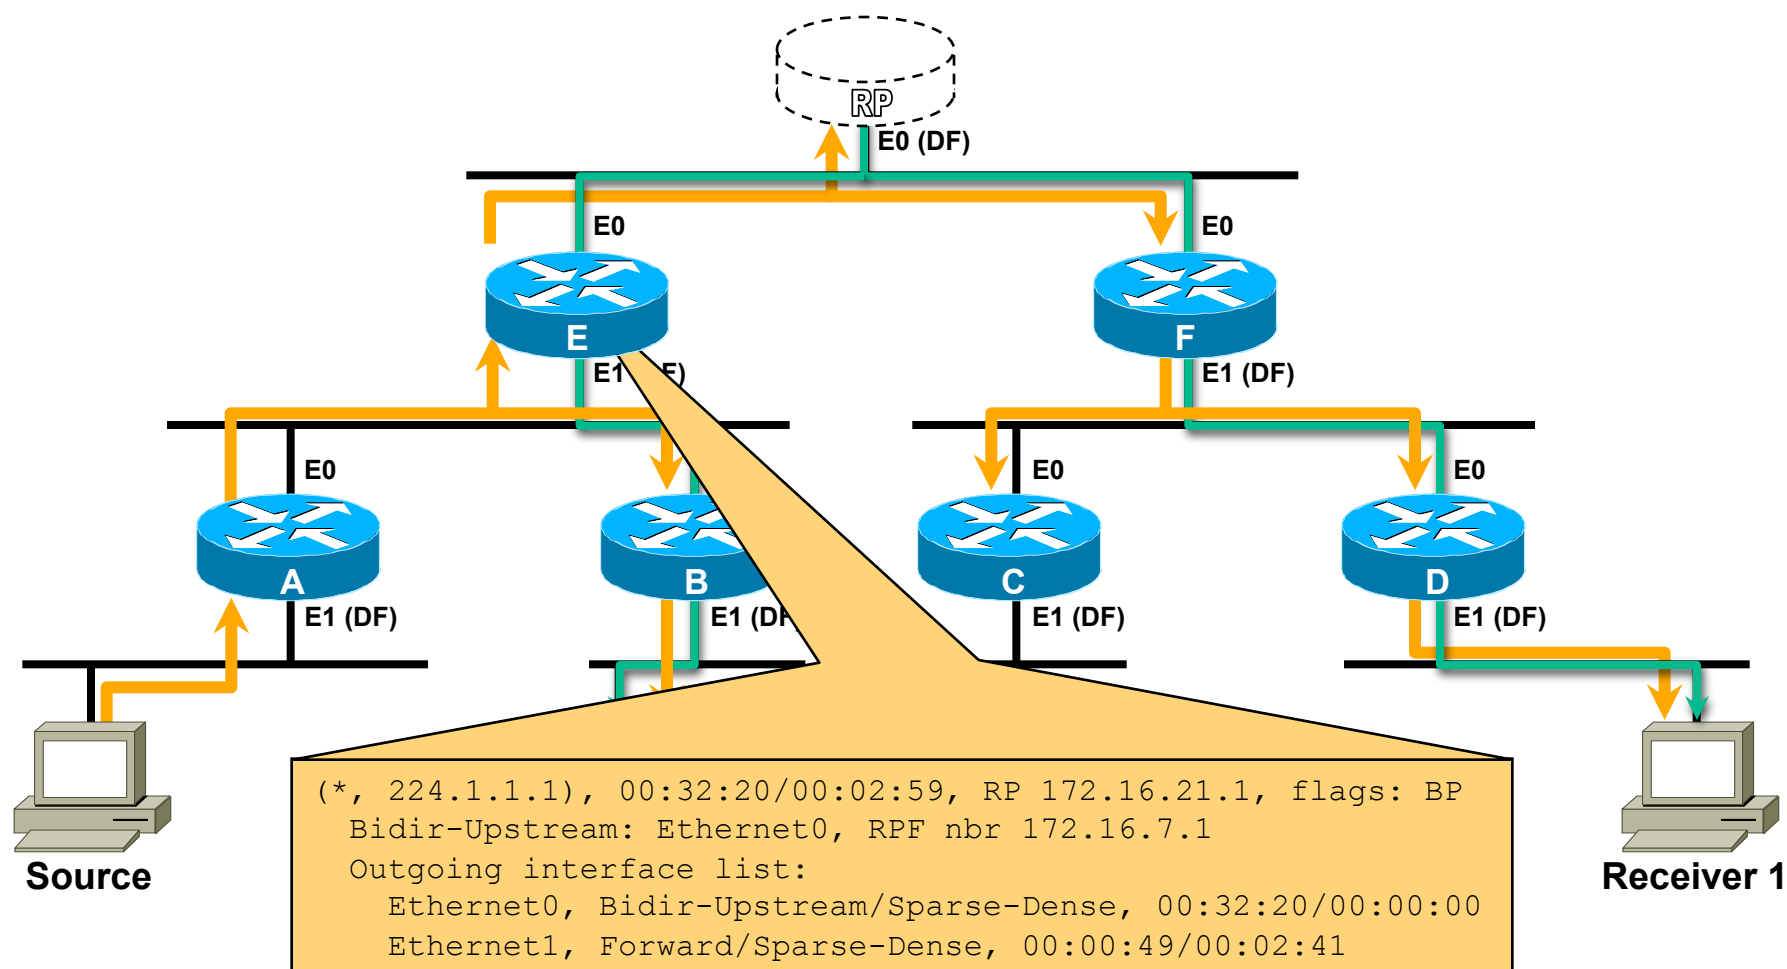 RP
E0 (DF)
E0
E0
E
F
E1
E1 (DF)
E0
E0
E0
A
B
C
D
E1 (DF)
E1
E1 (DF)
E1 (DF)
(*, 224.1.1.1), 00:32:20/00:02:59, RP 172.16.21.1, flags: BP
Bidir-Upstream: Ethernet0, RPF nbr 172.16.7.1
Outgoing interface list:
Ethernet0, Bidir-Upstream/Sparse-Dense, 00:32:20/00:00:00
Ethernet1, Forward/Sparse-Dense, 00:00:49/00:02:41
Source
Receiver 1